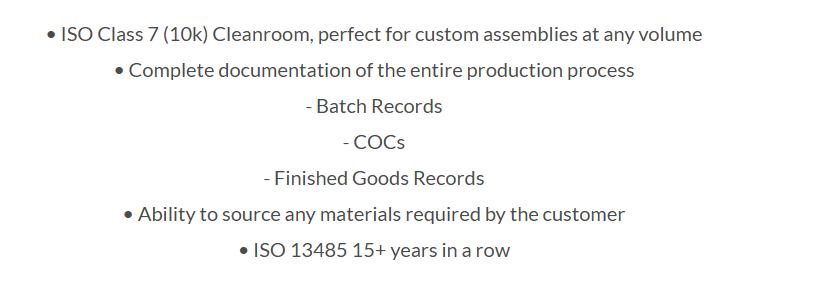 • ISO Class 7 (10k) Cleanroom, perfect for custom assemblies at any volume
• Complete documentation of the entire production process
- Batch Records
- COCs
- Finished Goods Records
• Ability to source any materials required by the customer
• ISO 13485 15+ years in a row